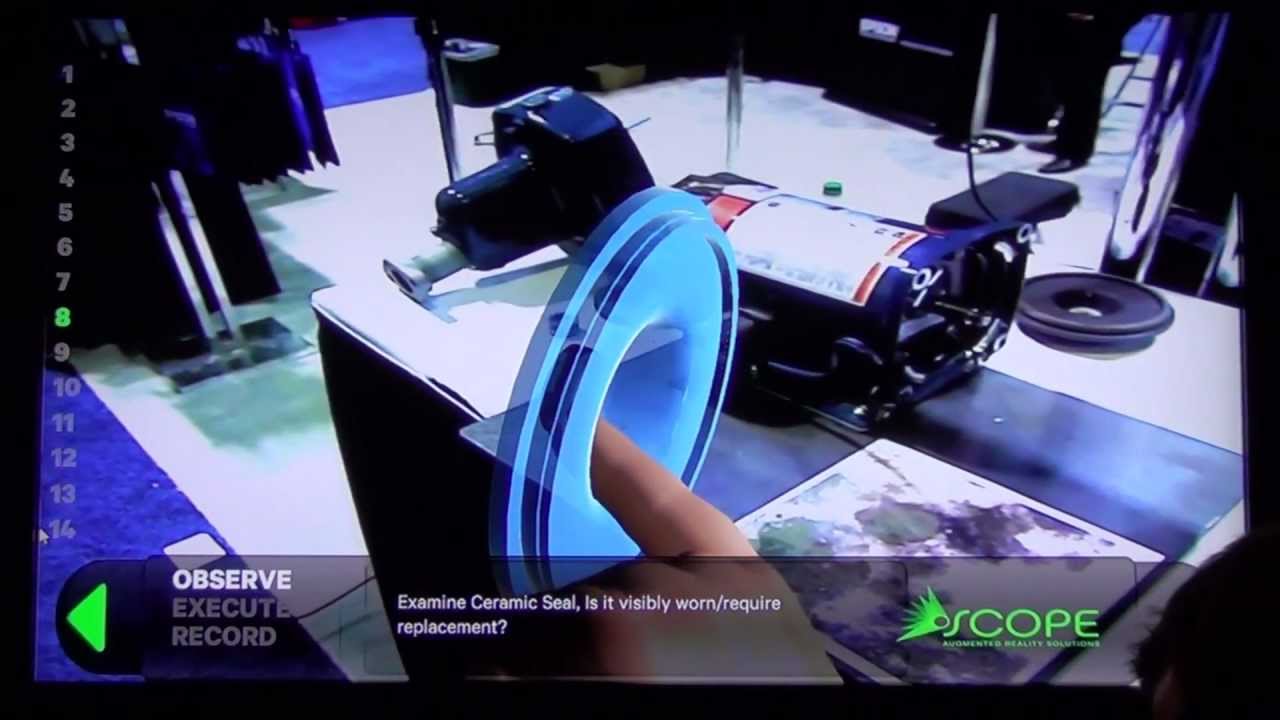 1
2
3
4
5
6
7
8
9
10
11
12
13
14
OBSERVE
EXECUTE
RECORD
Examine Ceramic Seal, Is it visibly worn/require
replacement?
SCOPE
AUGMENTED REALITY SOLUTIONS